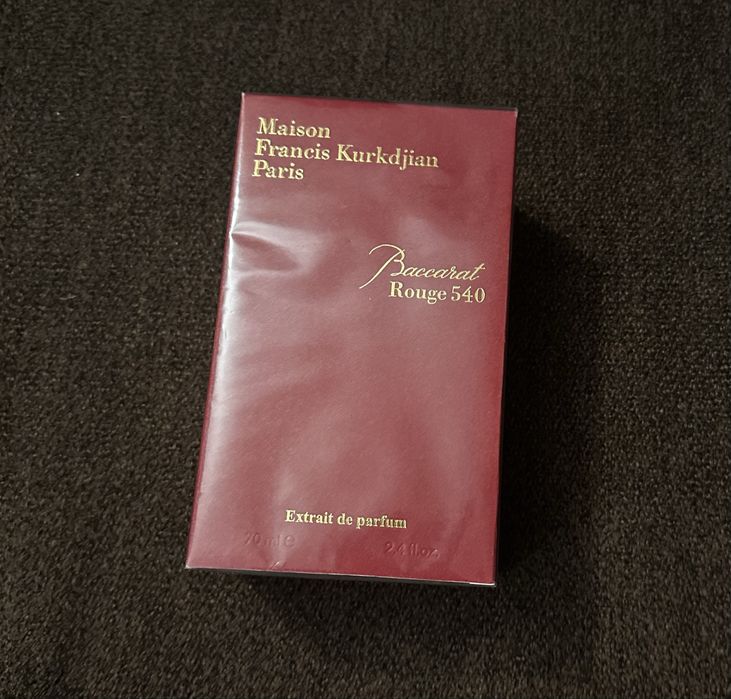 Maison
Francis Kurkdjian
Paris
Baccarat
Rouge 540
Extrait de parfum
70 ml e 2.4 fl.oz.